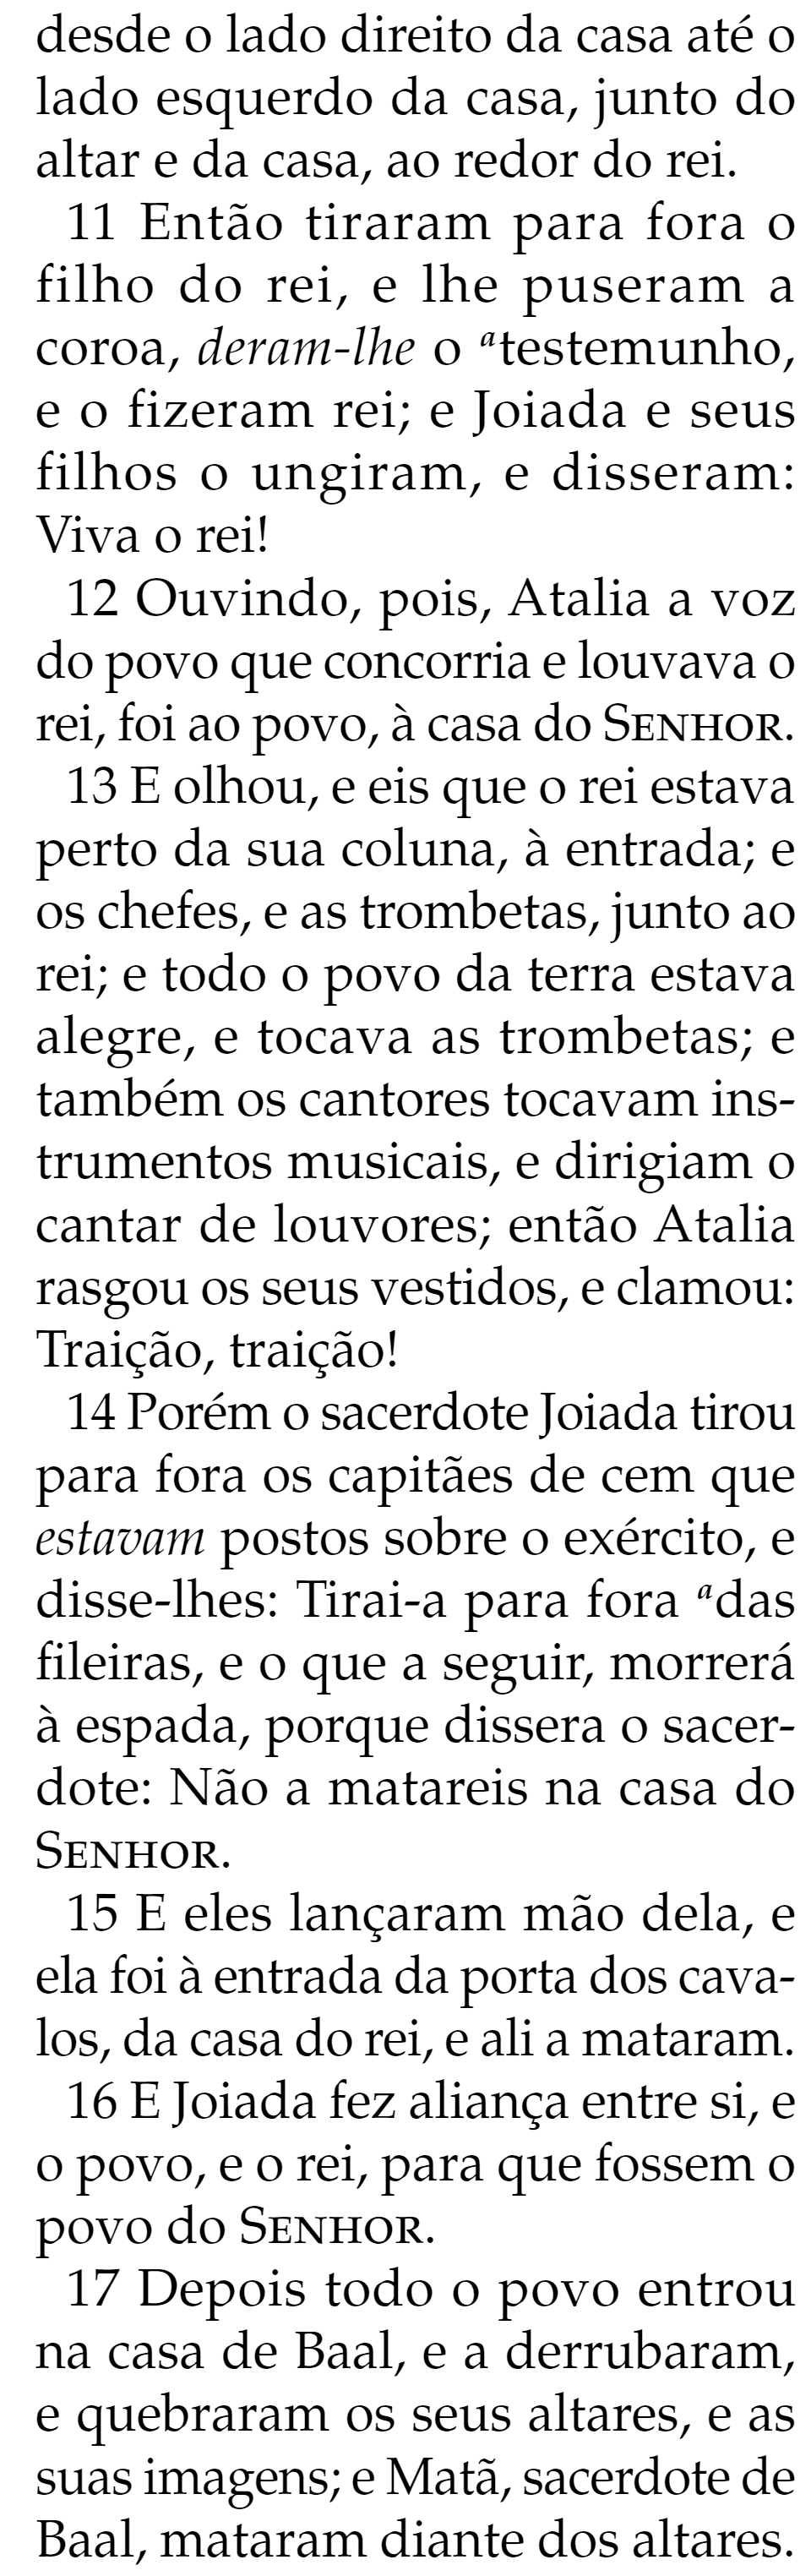 desde o lado direito da casa até o
lado esquerdo da casa, junto do
altar e da casa, ao redor do rei.
11 Então tiraram para fora o
filho do rei, e lhe puseram a
coroa, deram-lhe o ᵃtestemunho,
e o fizeram rei; e Joiada e seus
filhos o ungiram, e disseram:
Viva o rei!
12 Ouvindo, pois, Atalia a voz
do povo que concorria e louvava o
rei, foi ao povo, à casa do SENHOR.
13 E olhou, e eis que o rei estava
perto da sua coluna, à entrada; e
os chefes, e as trombetas, junto ao
rei; e todo o povo da terra estava
alegre, e tocava as trombetas; e
também os cantores tocavam ins-
trumentos musicais, e dirigiam o
cantar de louvores; então Atalia
rasgou os seus vestidos, e clamou:
Traição, traição!
14 Porém o sacerdote Joiada tirou
para fora os capitães de cem que
estavam postos sobre o exército, e
disse-lhes: Tirai-a para fora ᵃdas
fileiras, e o que a seguir, morrerá
à espada, porque dissera o sacer-
dote: Não a matareis na casa do
SENHOR.
15 E eles lançaram mão dela, e
ela foi à entrada da porta dos cava-
los, da casa do rei, e ali a mataram.
16 E Joiada fez aliança entre si, e
o povo, e o rei, para que fossem o
povo do SENHOR.
17 Depois todo o povo entrou
na casa de Baal, e a derrubaram,
e quebraram os seus altares, e as
suas imagens; e Matã, sacerdote de
Baal, mataram diante dos altares.